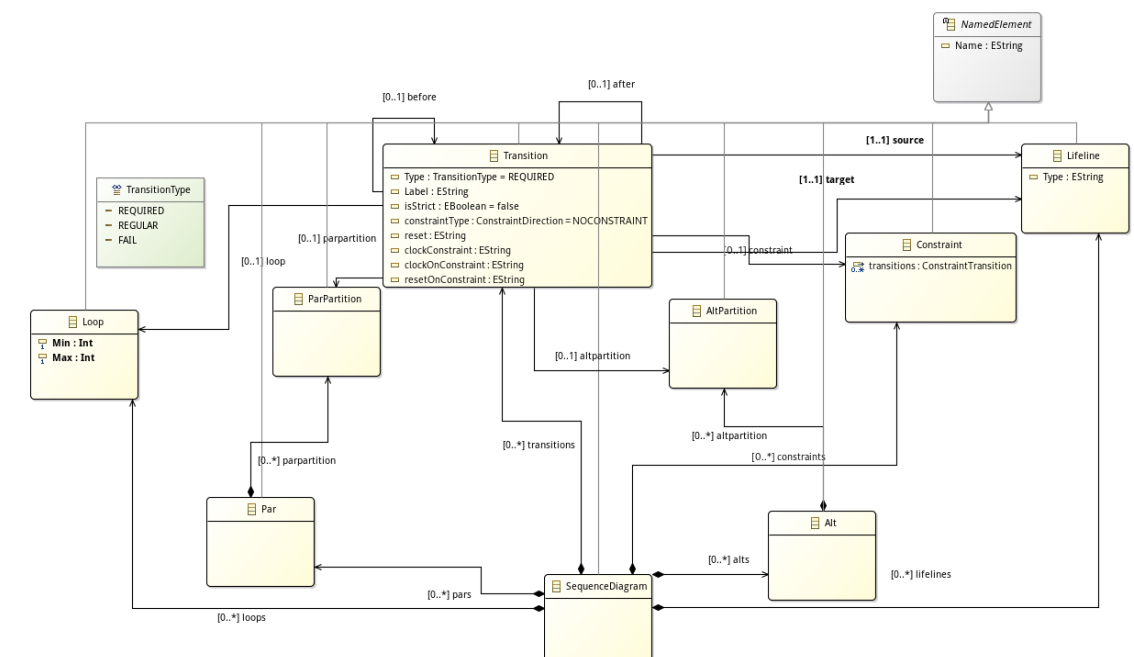 NamedElement
Name : EString
[0..1] after
[0..1] before
[1..1] source
Transition
Lifeline
Type : TransitionType = REQUIRED
Type : EString
[1..1] target
TransitionType
Label : EString
REQUIRED
isStrict : EBoolean = false
REGULAR
constraintType : ConstraintDirection = NOCONSTRAINT
FAIL
reset : EString
[0..1] parpartition
Constraint
clockConstraint : EString
[0..1] constraint
[0..1] loop
clockOnConstraint : EString
transitions : ConstraintTransition
0..*
resetOnConstraint : EString
ParPartition
AltPartition
Loop
Min : Int
1
Max : Int
1
[0..1] altpartition
[0..*] altpartition
[0..*] transitions
[0..*] constraints
[0..*] parpartition
Par
Alt
[0..*] alts
[0..*] lifelines
SequenceDiagram
[0..*] pars
[0..*] loops